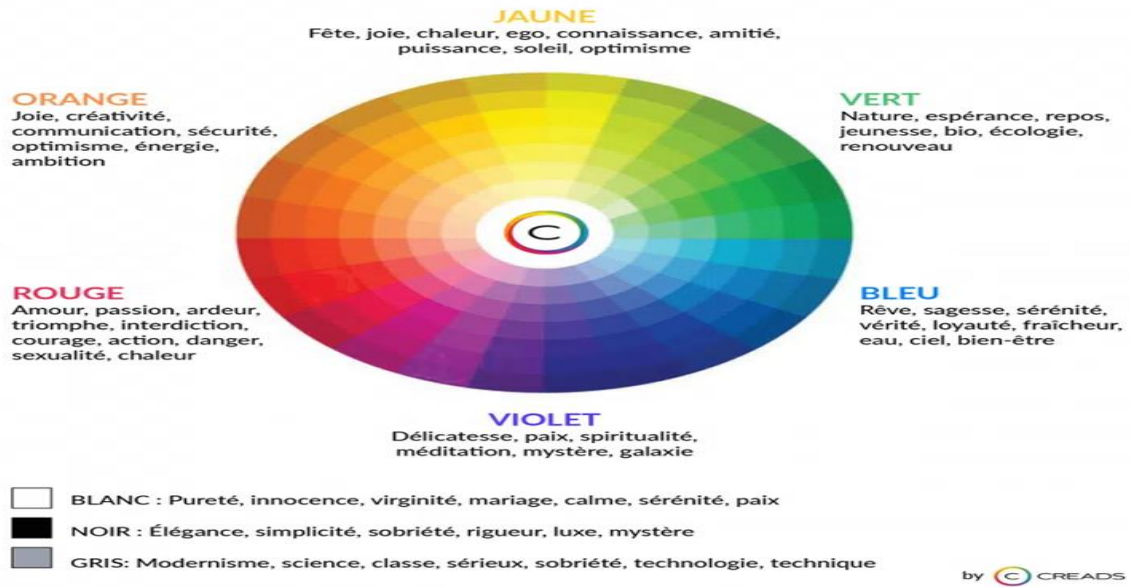 JAUNE
Fête, joie, chaleur, ego, connaissance, amitié,
puissance, soleil, optimisme
ORANGE
Joie, créativité,
communication, sécurité,
optimisme, énergie,
ambition
VERT
Nature, espérance, repos,
jeunesse, bio, écologie,
renouveau
C
ROUGE
Amour, passion, ardeur,
triomphe, interdiction,
courage, action, danger,
sexualité, chaleur
BLEU
Rêve, sagesse, sérénité,
vérité, loyauté, fraîcheur,
eau, ciel, bien-être
VIOLET
Délicatesse, paix, spiritualité,
méditation, mystère, galaxie
BLANC : Pureté, innocence, virginité, mariage, calme, sérénité, paix
NOIR : Élégance, simplicité, sobriété, rigueur, luxe, mystère
GRIS: Modernisme, science, classe, sérieux, sobriété, technologie, technique
by C CREADS